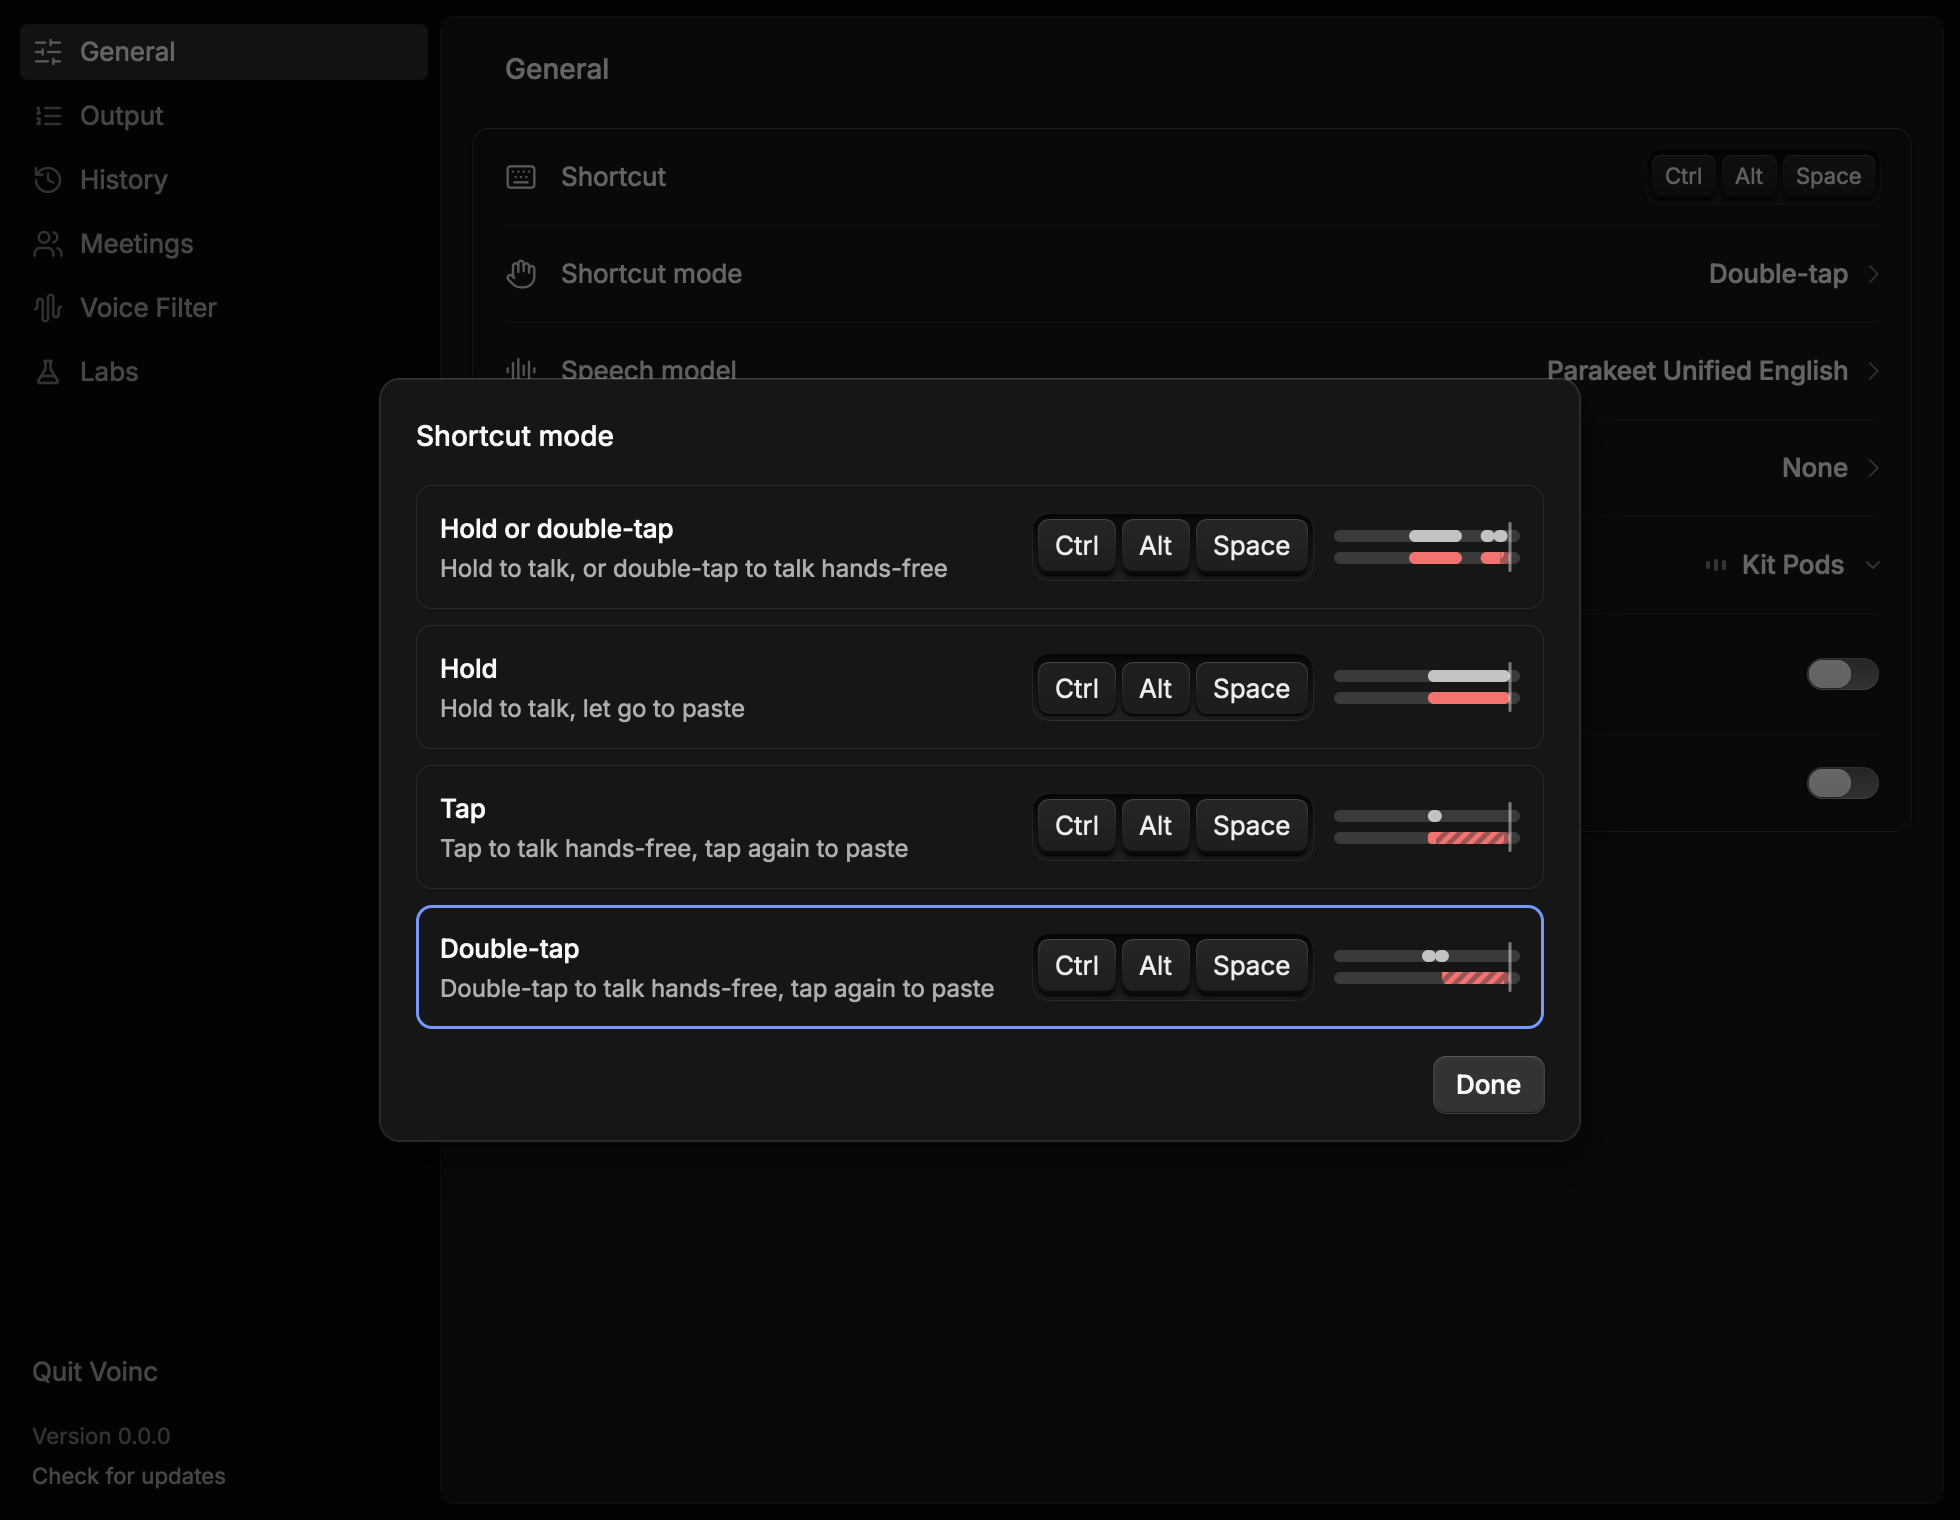 General
Output
History
Meetings
Voice Filter
Labs
Quit Voinc
Version 0.0.0
Check for updates
General
Shortcut
Ctrl Alt Space
Shortcut mode
Double-tap
Speech model
Parakeet Unified English
None
Kit Pods
Shortcut mode
Hold or double-tap
Hold to talk, or double-tap to talk hands-free
Ctrl Alt Space
Hold
Hold to talk, let go to paste
Ctrl Alt Space
Tap
Tap to talk hands-free, tap again to paste
Ctrl Alt Space
Double-tap
Double-tap to talk hands-free, tap again to paste
Ctrl Alt Space
Done